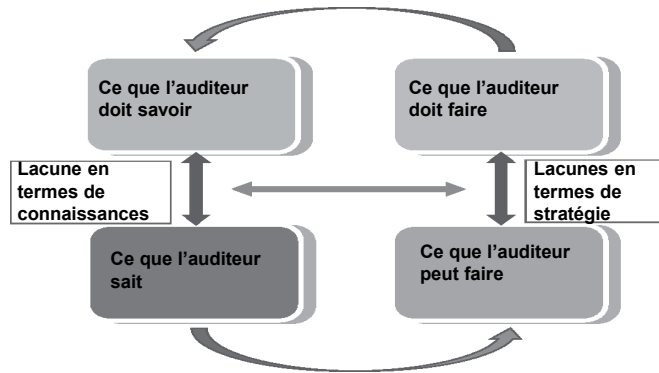 Ce que l’auditeur
doit savoir
Ce que l’auditeur
doit faire
Lacune en
termes de
connaissances
Lacunes en
termes de
stratégie
Ce que l’auditeur
sait
Ce que l’auditeur
peut faire